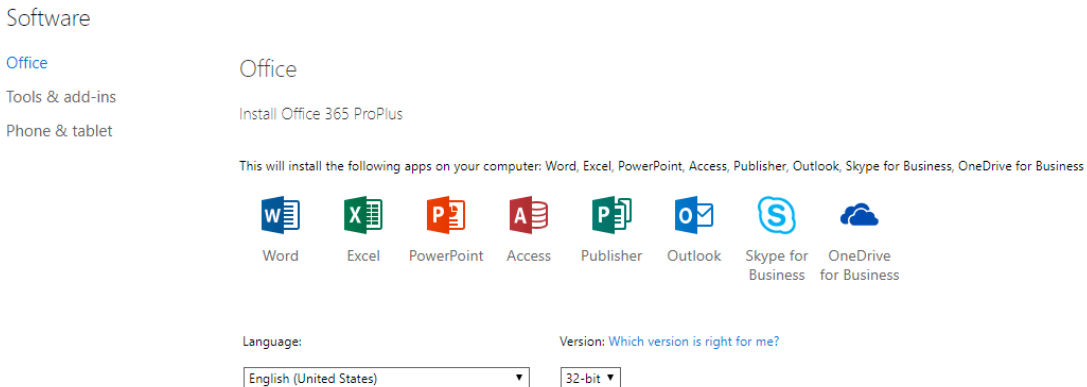 Software
Office
Tools & add-ins
Phone & tablet
Office
Install Office 365 ProPlus
This will install the following apps on your computer: Word, Excel, PowerPoint, Access, Publisher, Outlook, Skype for Business, OneDrive for Business
Word Excel PowerPoint Access Publisher Outlook Skype for Business OneDrive for Business
Language: Version: Which version is right for me?
English (United States) 32-bit